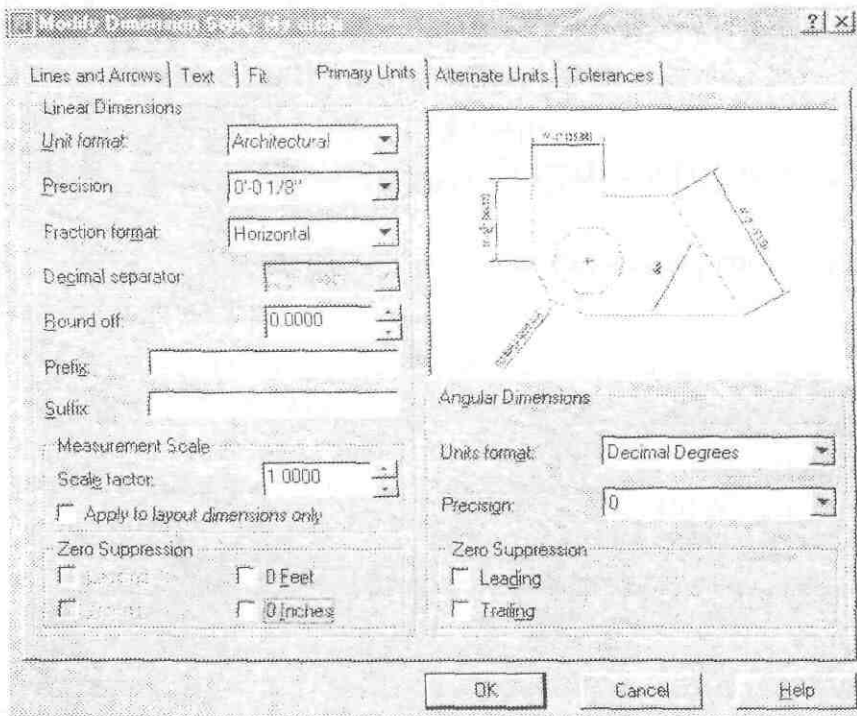 Modify Dimension Style: My
Lines and Arrows Text Fit Primary Units Alternate Units Tolerances
Linear Dimensions
Unit format: Architectural
Precision 0'-0 1/8"
Fraction format: Horizontal
Decimal separator:
Round off: 0.0000
Prefix:
Suffix:
Measurement Scale
Scale factor: 1.0000
Apply to layout dimensions only
Zero Suppression
0 Feet
0 Inches
Angular Dimensions
Units format: Decimal Degrees
Precision: 0
Zero Suppression
Leading
Trailing
OK Cancel Help